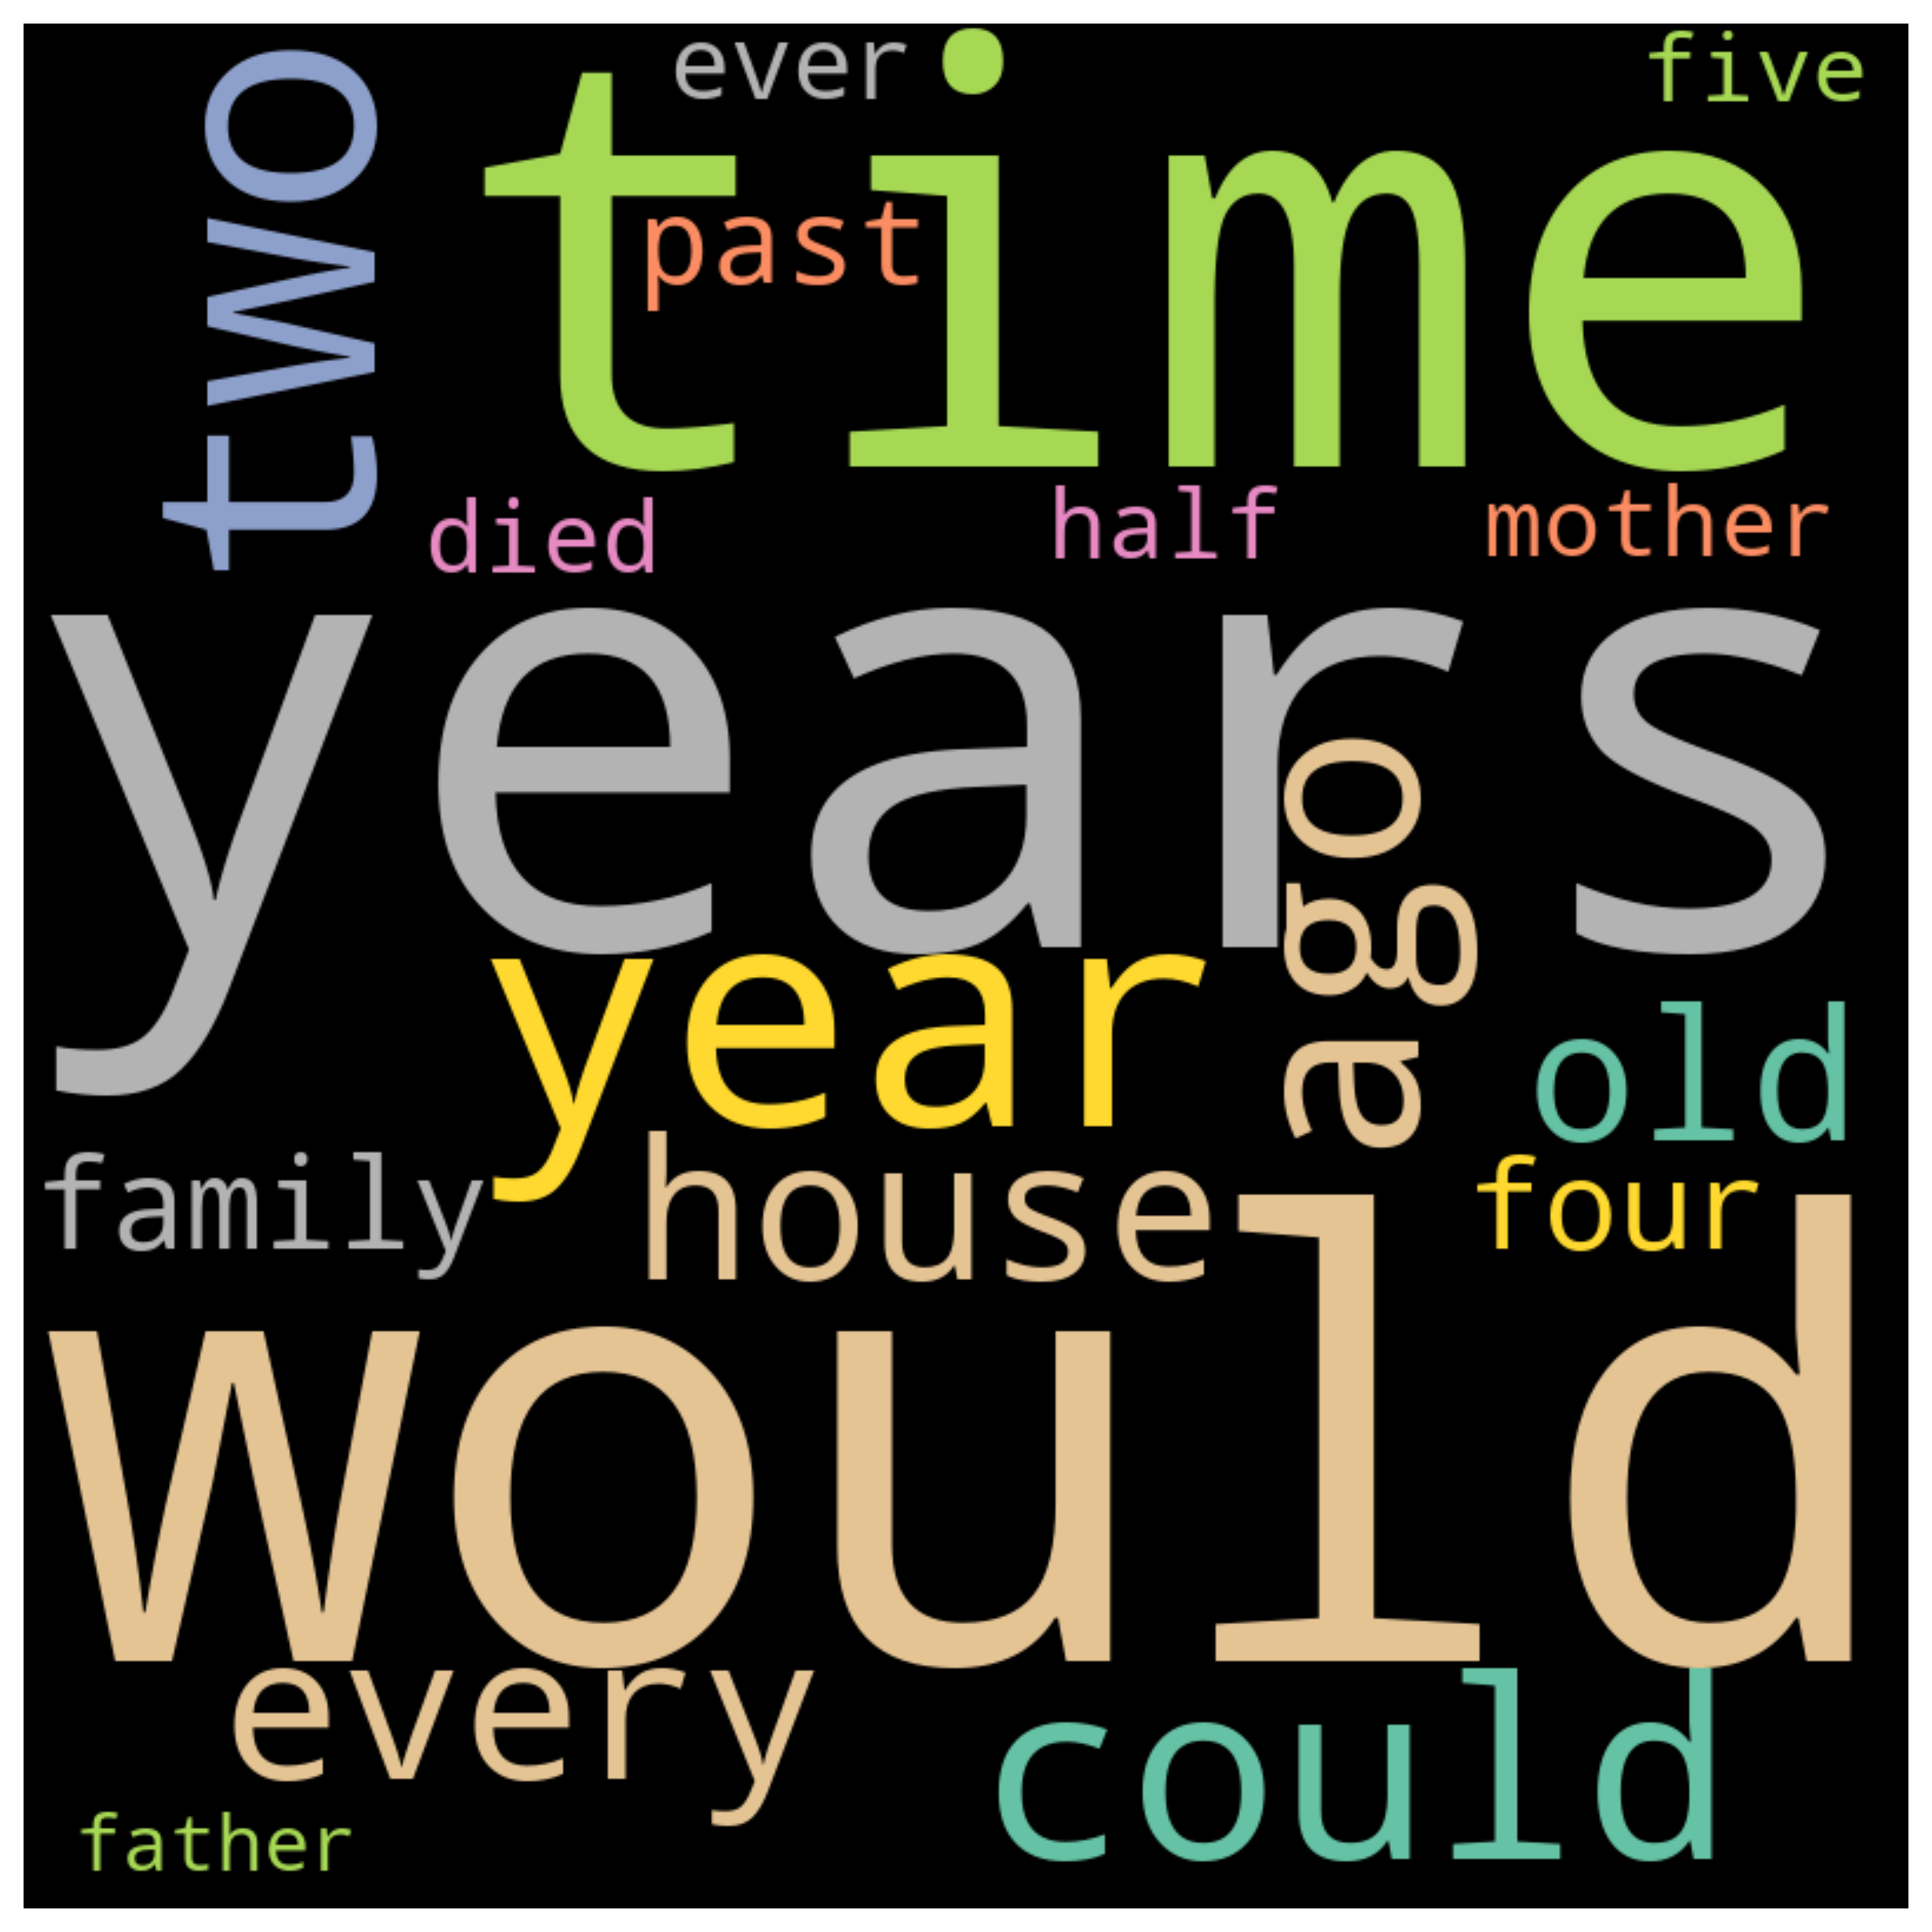 ever five
two time
past
died half mother
years
ago
year old
family house four
would
every could
father